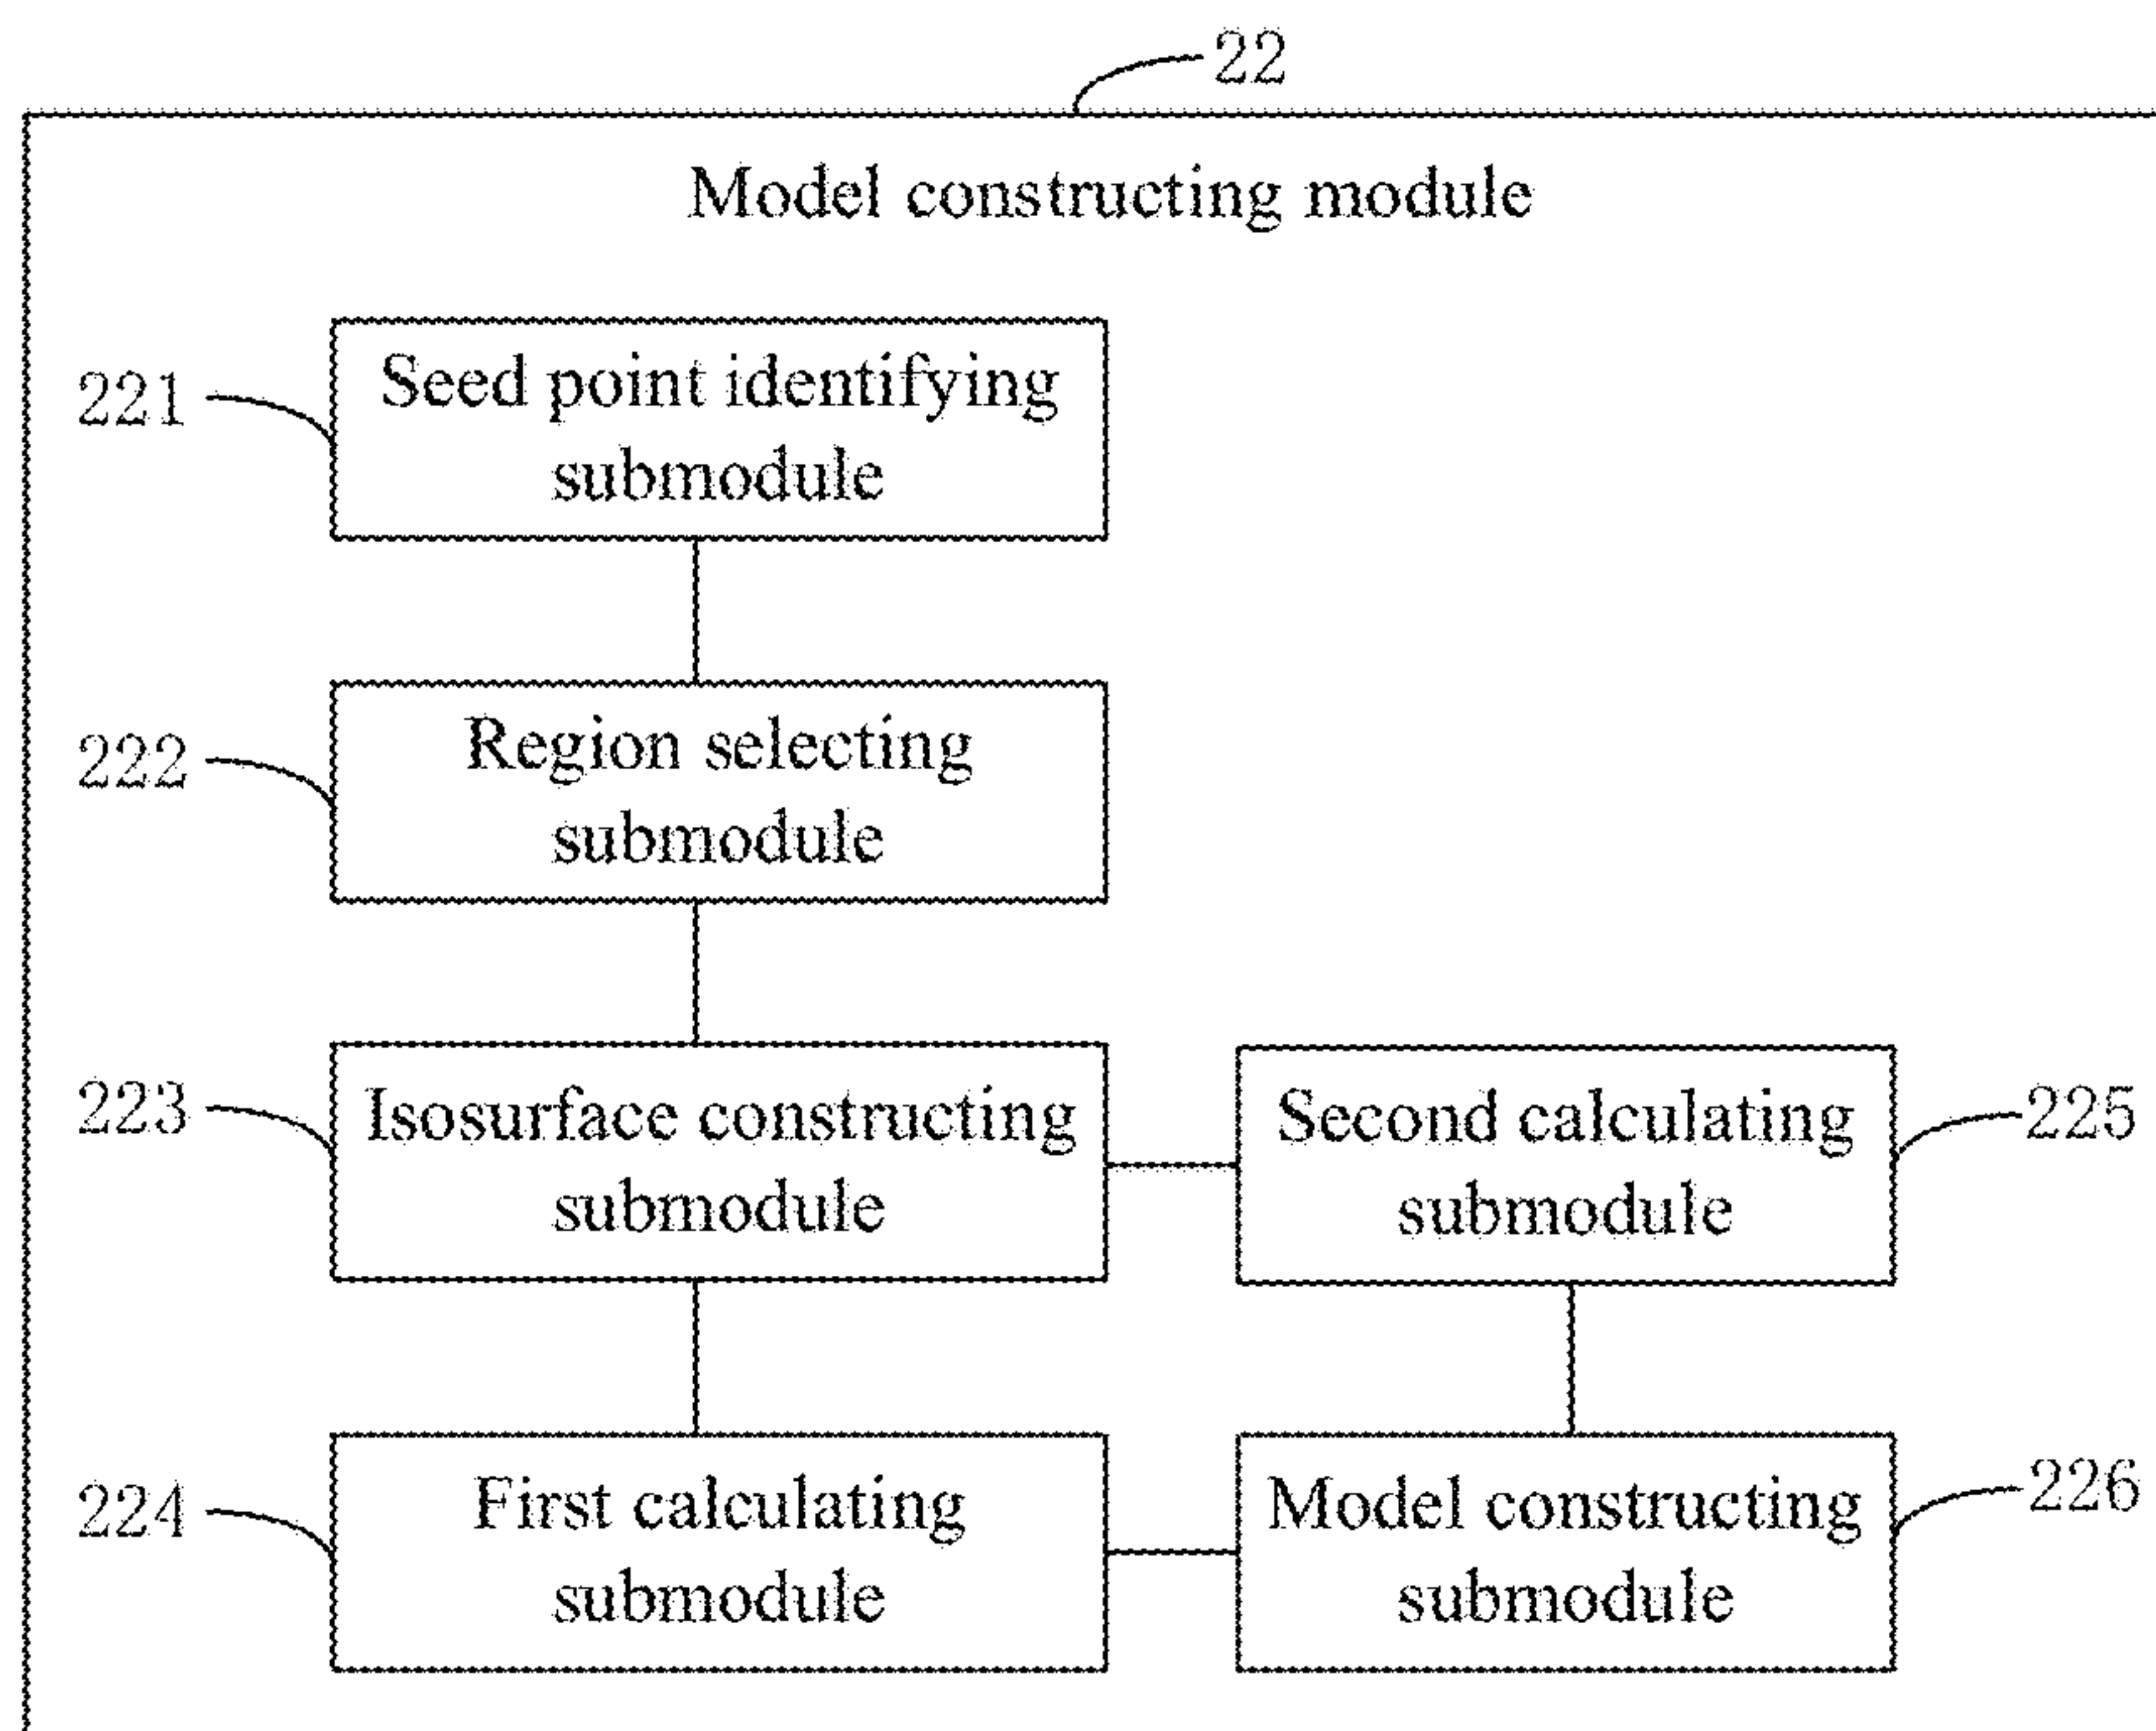 22
Model constructing module
221
Seed point identifying
submodule
222
Region selecting
submodule
223
Isosurface constructing
submodule
Second calculating
submodule
225
224
First calculating
submodule
Model constructing
submodule
226